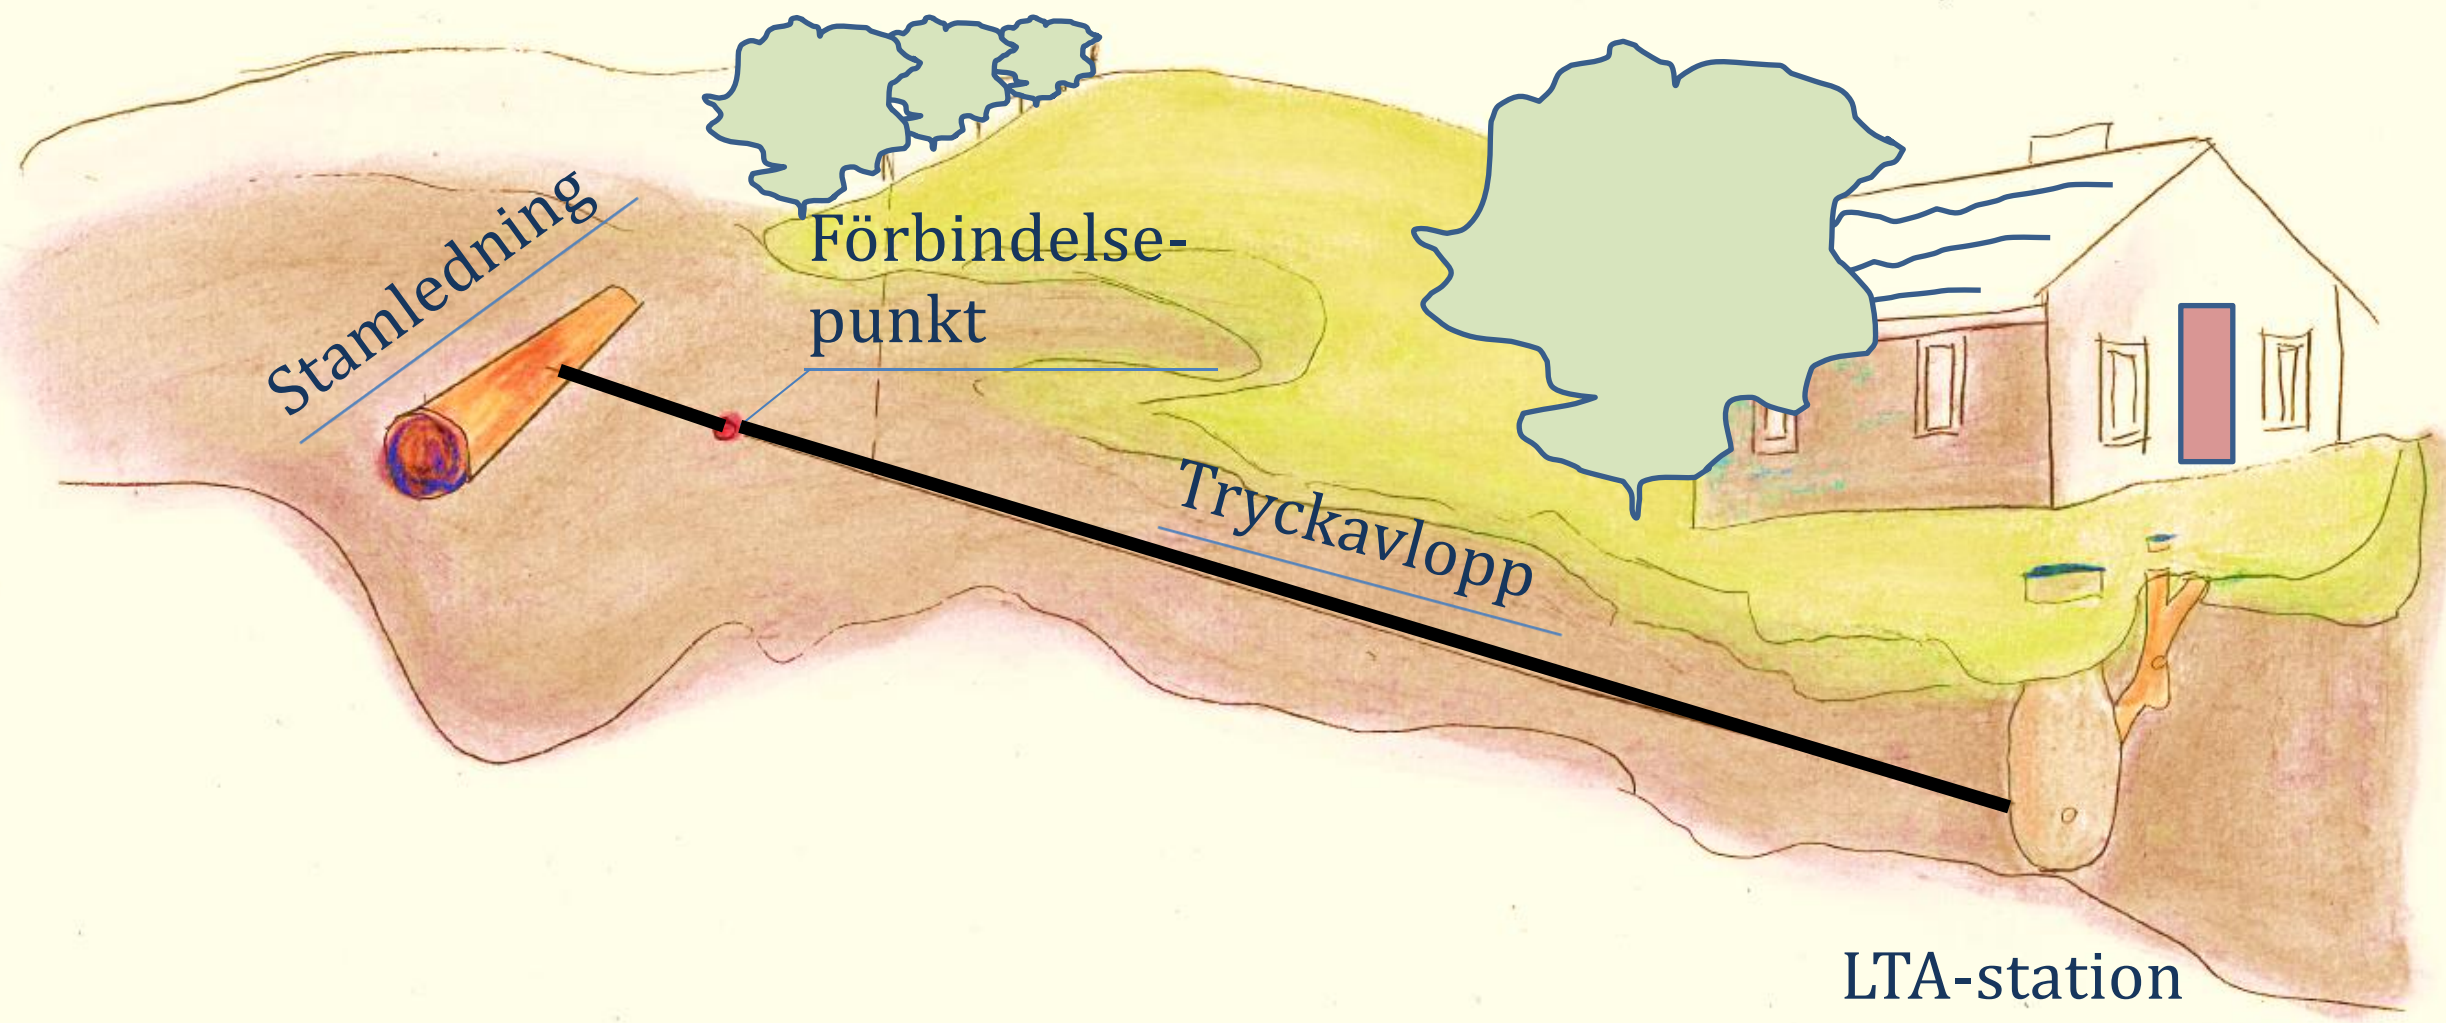 Stamledning
Förbindelse-
punkt
Tryckavlopp
LTA-station